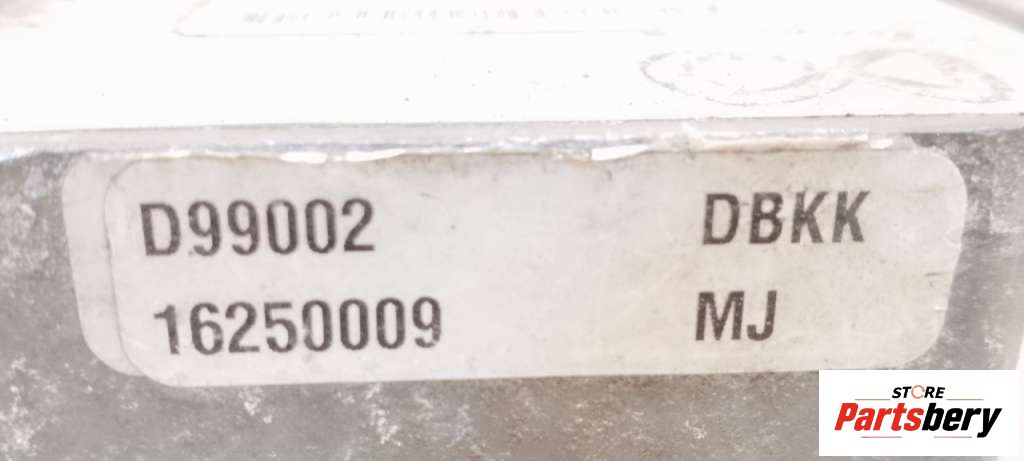 D99002 DBKK
16250009 MJ
STORE
Partsbery